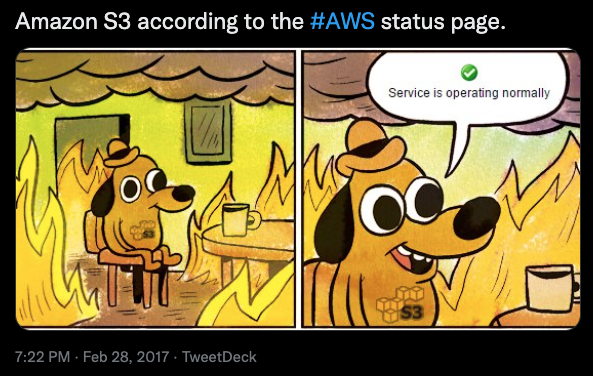 Amazon S3 according to the #AWS status page.
Service is operating normally
S3
S3
7:22 PM · Feb 28, 2017 · TweetDeck